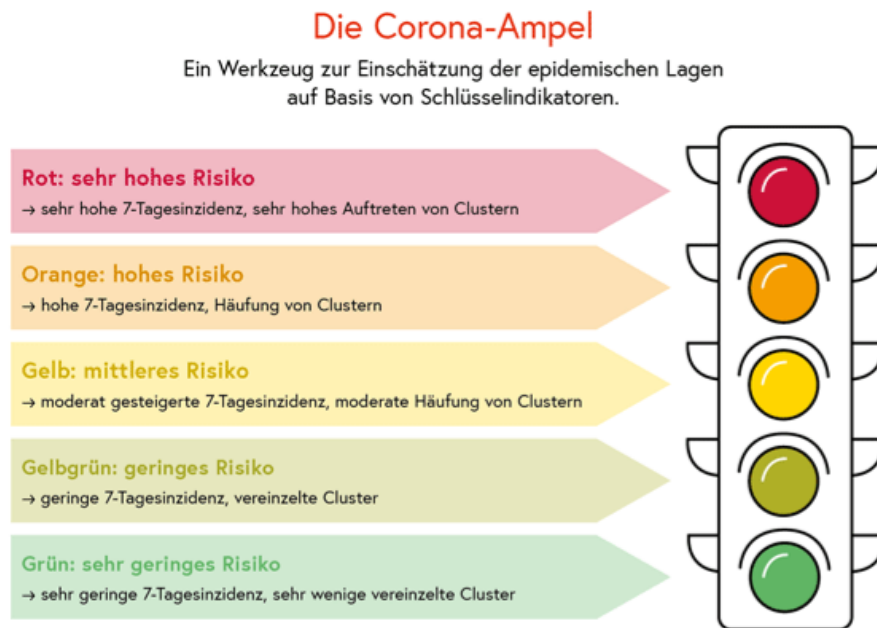 Die Corona-Ampel
Ein Werkzeug zur Einschätzung der epidemischen Lagen
auf Basis von Schlüsselindikatoren.
Rot: sehr hohes Risiko
→ sehr hohe 7-Tagesinzidenz, sehr hohes Auftreten von Clustern
Orange: hohes Risiko
→ hohe 7-Tagesinzidenz, Häufung von Clustern
Gelb: mittleres Risiko
→ moderat gesteigerte 7-Tagesinzidenz, moderate Häufung von Clustern
Gelbgrün: geringes Risiko
→ geringe 7-Tagesinzidenz, vereinzelte Cluster
Grün: sehr geringes Risiko
→ sehr geringe 7-Tagesinzidenz, sehr wenige vereinzelte Cluster